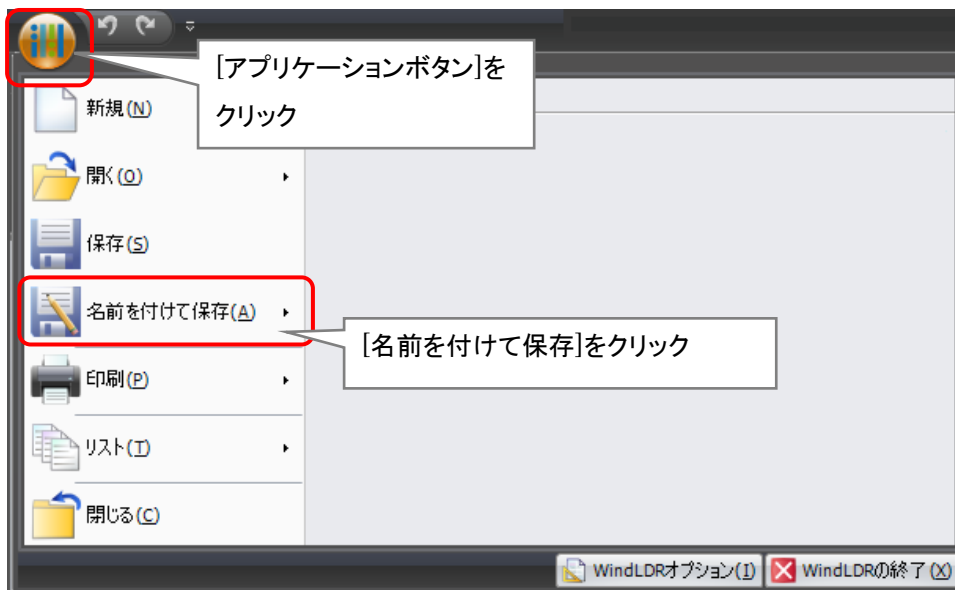 [アプリケーションボタン]を
クリック
新規(N)
開く(O)
保存(S)
名前を付けて保存(A)
[名前を付けて保存]をクリック
印刷(P)
リスト(T)
閉じる(C)
WindLDRオプション(I) WindLDRの終了(X)